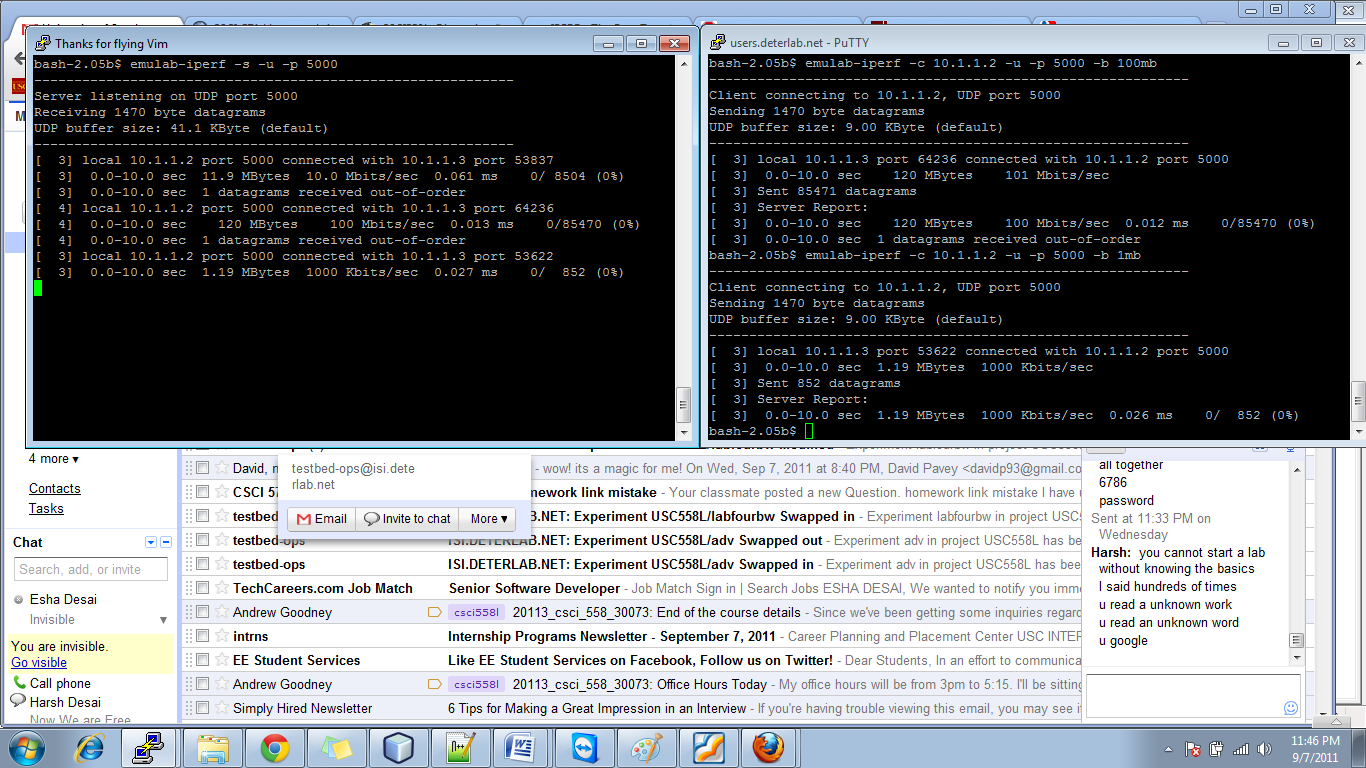 Thanks for flying Vim
bash-2.05b$ emulab-iperf -s -u -p 5000
------------------------------------------------------------
Server listening on UDP port 5000
Receiving 1470 byte datagrams
UDP buffer size: 41.1 KByte (default)
------------------------------------------------------------
[  3] local 10.1.1.2 port 5000 connected with 10.1.1.3 port 53837
[  3]  0.0-10.0 sec  11.9 MBytes  10.0 Mbits/sec  0.061 ms    0/ 8504 (0%)
[  3]  0.0-10.0 sec  1 datagrams received out-of-order
[  4] local 10.1.1.2 port 5000 connected with 10.1.1.3 port 64236
[  4]  0.0-10.0 sec    120 MBytes    100 Mbits/sec  0.013 ms    0/85470 (0%)
[  4]  0.0-10.0 sec  1 datagrams received out-of-order
[  3] local 10.1.1.2 port 5000 connected with 10.1.1.3 port 53622
[  3]  0.0-10.0 sec  1.19 MBytes  1000 Kbits/sec  0.027 ms    0/  852 (0%)
users.deterlab.net - PuTTY
bash-2.05b$ emulab-iperf -c 10.1.1.2 -u -p 5000 -b 100mb
------------------------------------------------------------
Client connecting to 10.1.1.2, UDP port 5000
Sending 1470 byte datagrams
UDP buffer size: 9.00 KByte (default)
------------------------------------------------------------
[  3] local 10.1.1.3 port 64236 connected with 10.1.1.2 port 5000
[  3]  0.0-10.0 sec    120 MBytes    101 Mbits/sec
[  3] Sent 85471 datagrams
[  3] Server Report:
[  3]  0.0-10.0 sec    120 MBytes    100 Mbits/sec  0.012 ms    0/85470 (0%)
[  3]  0.0-10.0 sec  1 datagrams received out-of-order
bash-2.05b$ emulab-iperf -c 10.1.1.2 -u -p 5000 -b 1mb
------------------------------------------------------------
Client connecting to 10.1.1.2, UDP port 5000
Sending 1470 byte datagrams
UDP buffer size: 9.00 KByte (default)
------------------------------------------------------------
[  3] local 10.1.1.3 port 53622 connected with 10.1.1.2 port 5000
[  3]  0.0-10.0 sec  1.19 MBytes  1000 Kbits/sec
[  3] Sent 852 datagrams
[  3] Server Report:
[  3]  0.0-10.0 sec  1.19 MBytes  1000 Kbits/sec  0.026 ms    0/  852 (0%)
bash-2.05b$
4 more ▾
Contacts
Tasks
Chat
Search, add, or invite
Esha Desai
Invisible
You are invisible.
Go visible
Call phone
Harsh Desai
Now We are Free
testbed-ops@isi.dete
rlab.net
Email Invite to chat More ▾
David, - wow! its a magic for me! On Wed, Sep 7, 2011 at 8:40 PM, David Pavey <davidp93@gmail.co
CSCI 57 link mistake - Your classmate posted a new Question. homework link mistake I have
testbed .DETERLAB.NET: Experiment USC558L/labfourbw Swapped in - Experiment labfourbw in project USC
testbed-ops ISI.DETERLAB.NET: Experiment USC558L/adv Swapped out - Experiment adv in project USC558L has be
testbed-ops ISI.DETERLAB.NET: Experiment USC558L/adv Swapped in - Experiment adv in project USC558L has been
TechCareers.com Job Match Senior Software Developer - Job Match Sign in | Search Jobs ESHA DESAI, We wanted to notify you imm
Andrew Goodney csci558l 20113_csci_558_30073: End of the course details - Since we've been getting some inquiries regard
intrns Internship Programs Newsletter - September 7, 2011 - Career Planning and Placement Center USC INTER
EE Student Services Like EE Student Services on Facebook, Follow us on Twitter! - Dear Students, In an effort to communica
Andrew Goodney csci558l 20113_csci_558_30073: Office Hours Today - My office hours will be from 3pm to 5:15. I'll be sitting
Simply Hired Newsletter 6 Tips for Making a Great Impression in an Interview - If you're having trouble viewing this email, you may see i
all together
6786
password
Sent at 11:33 PM on
Wednesday
Harsh: you cannot start a lab
without knowing the basics
I said hundreds of times
u read a unknown work
u read an unknown word
u google
11:46 PM
9/7/2011